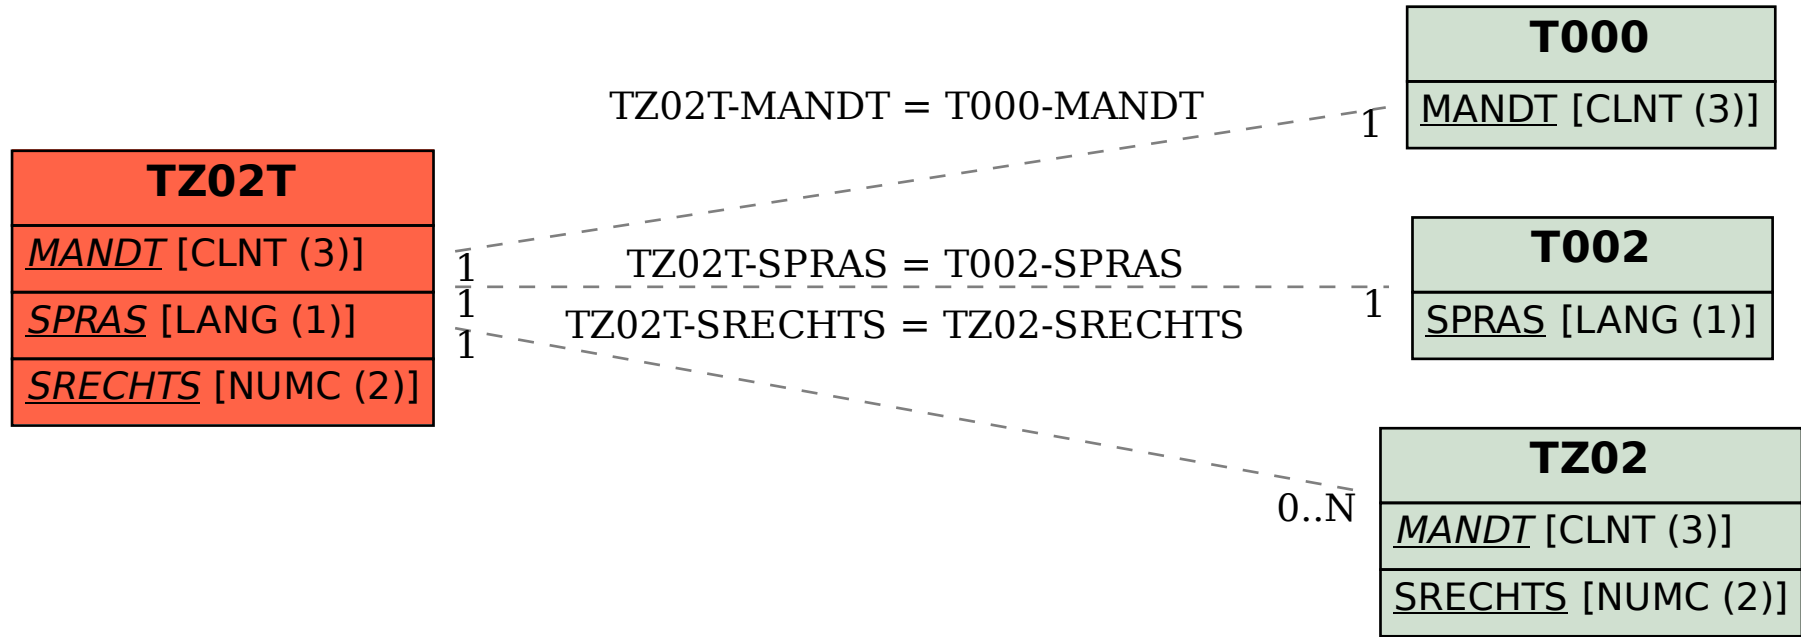 TZ02T
MANDT [CLNT (3)]
SPRAS [LANG (1)]
SRECHTS [NUMC (2)]
TZ02T-MANDT = T000-MANDT
1
1
TZ02T-SPRAS = T002-SPRAS
1
1
TZ02T-SRECHTS = TZ02-SRECHTS
1
0..N
T000
MANDT [CLNT (3)]
T002
SPRAS [LANG (1)]
TZ02
MANDT [CLNT (3)]
SRECHTS [NUMC (2)]